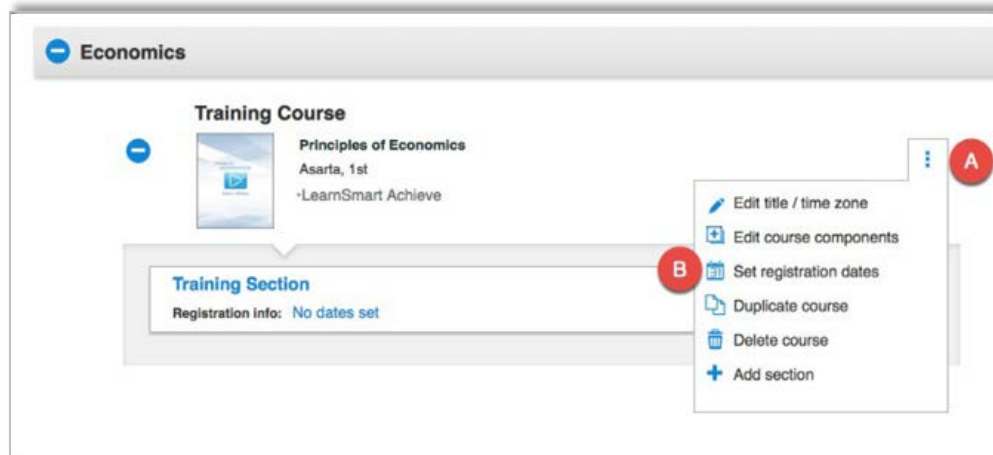 Economics
Training Course
Principles of Economics
Asarta, 1st
-LearnSmart Achieve
A
Edit title / time zone
Edit course components
B
Set registration dates
Duplicate course
Delete course
Add section
Training Section
Registration info: No dates set